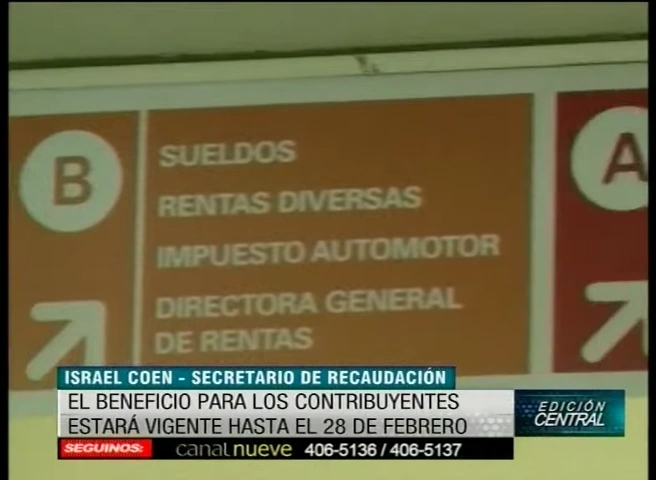 B
SUELDOS
RENTAS DIVERSAS
IMPUESTO AUTOMOTOR
DIRECTORA GENERAL
DE RENTAS
A
ISRAEL COEN - SECRETARIO DE RECAUDACIÓN
EL BENEFICIO PARA LOS CONTRIBUYENTES
ESTARÁ VIGENTE HASTA EL 28 DE FEBRERO
EDICIÓN
CENTRAL
SEGUINOS: canal nueve 406-5136 / 406-5137